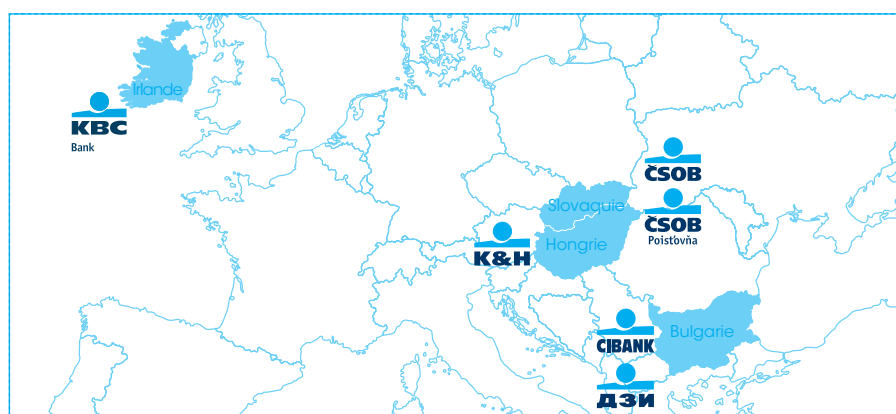 Irlande
KBC
Bank
ČSOB
Slovaquie
ČSOB
Poisťovňa
K&H
Hongrie
CIBANK
Bulgarie
ДЗИ